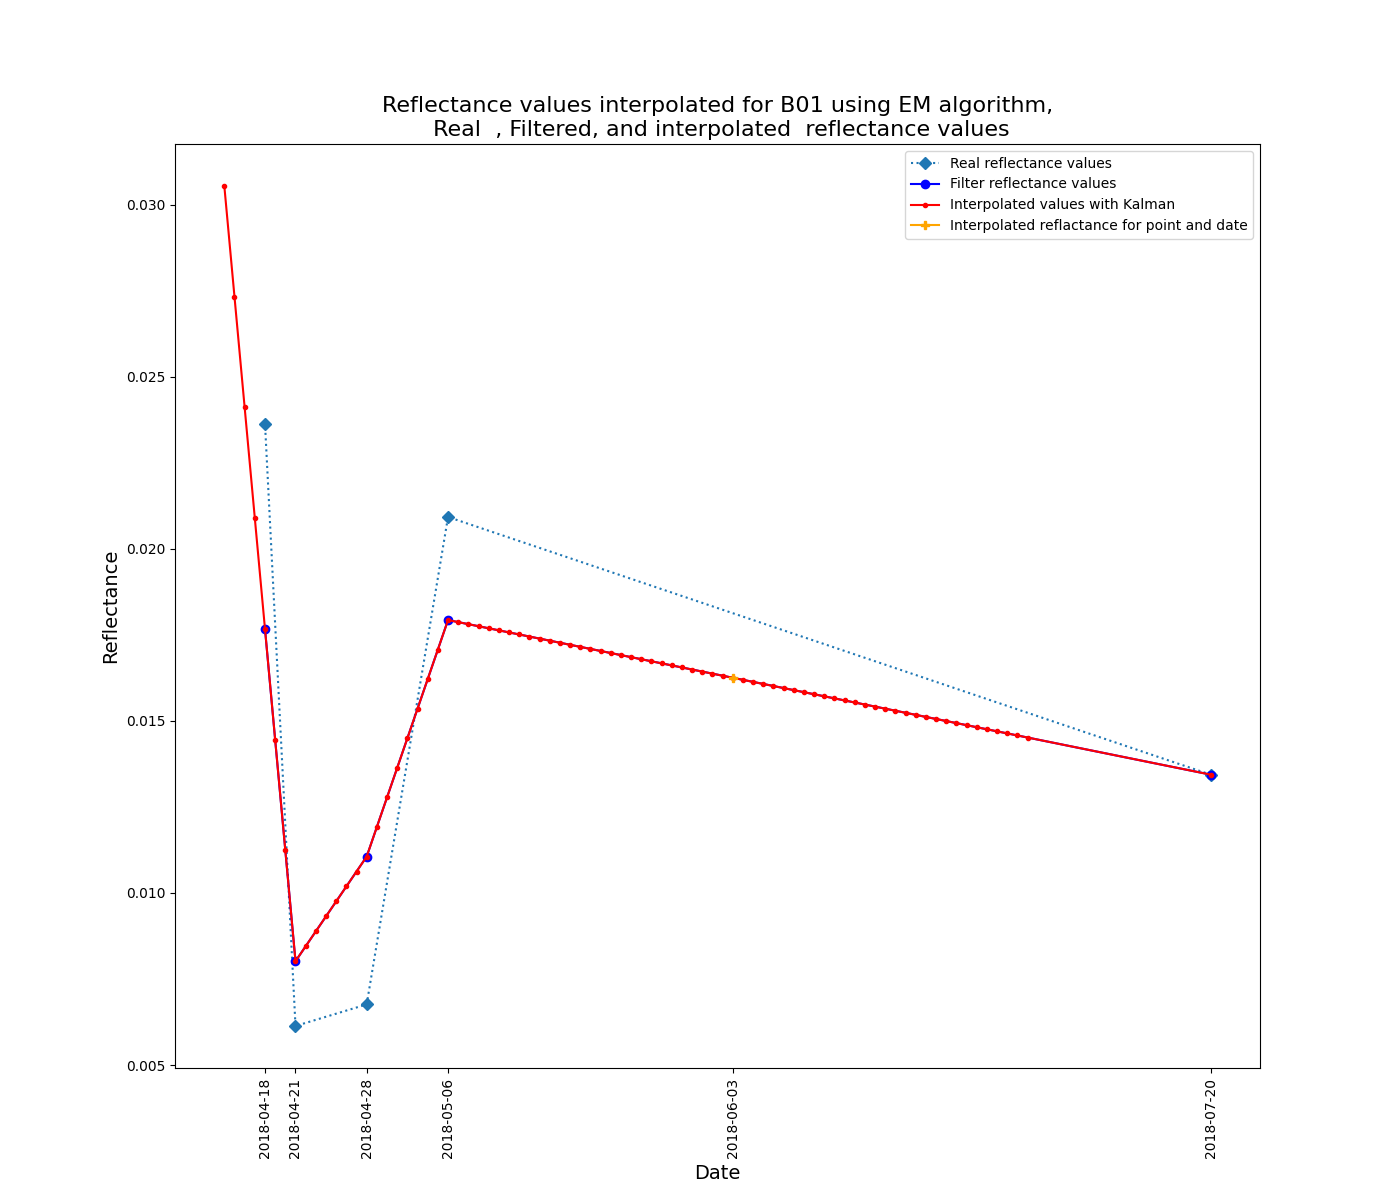 Reflectance values interpolated for B01 using EM algorithm,
Real , Filtered, and interpolated reflectance values
Real reflectance values
Filter reflectance values
Interpolated values with Kalman
Interpolated reflactance for point and date
0.030
0.025
0.020
0.015
0.010
0.005
Reflectance
2018-04-18
2018-04-21
2018-04-28
2018-05-06
2018-06-03
2018-07-20
Date